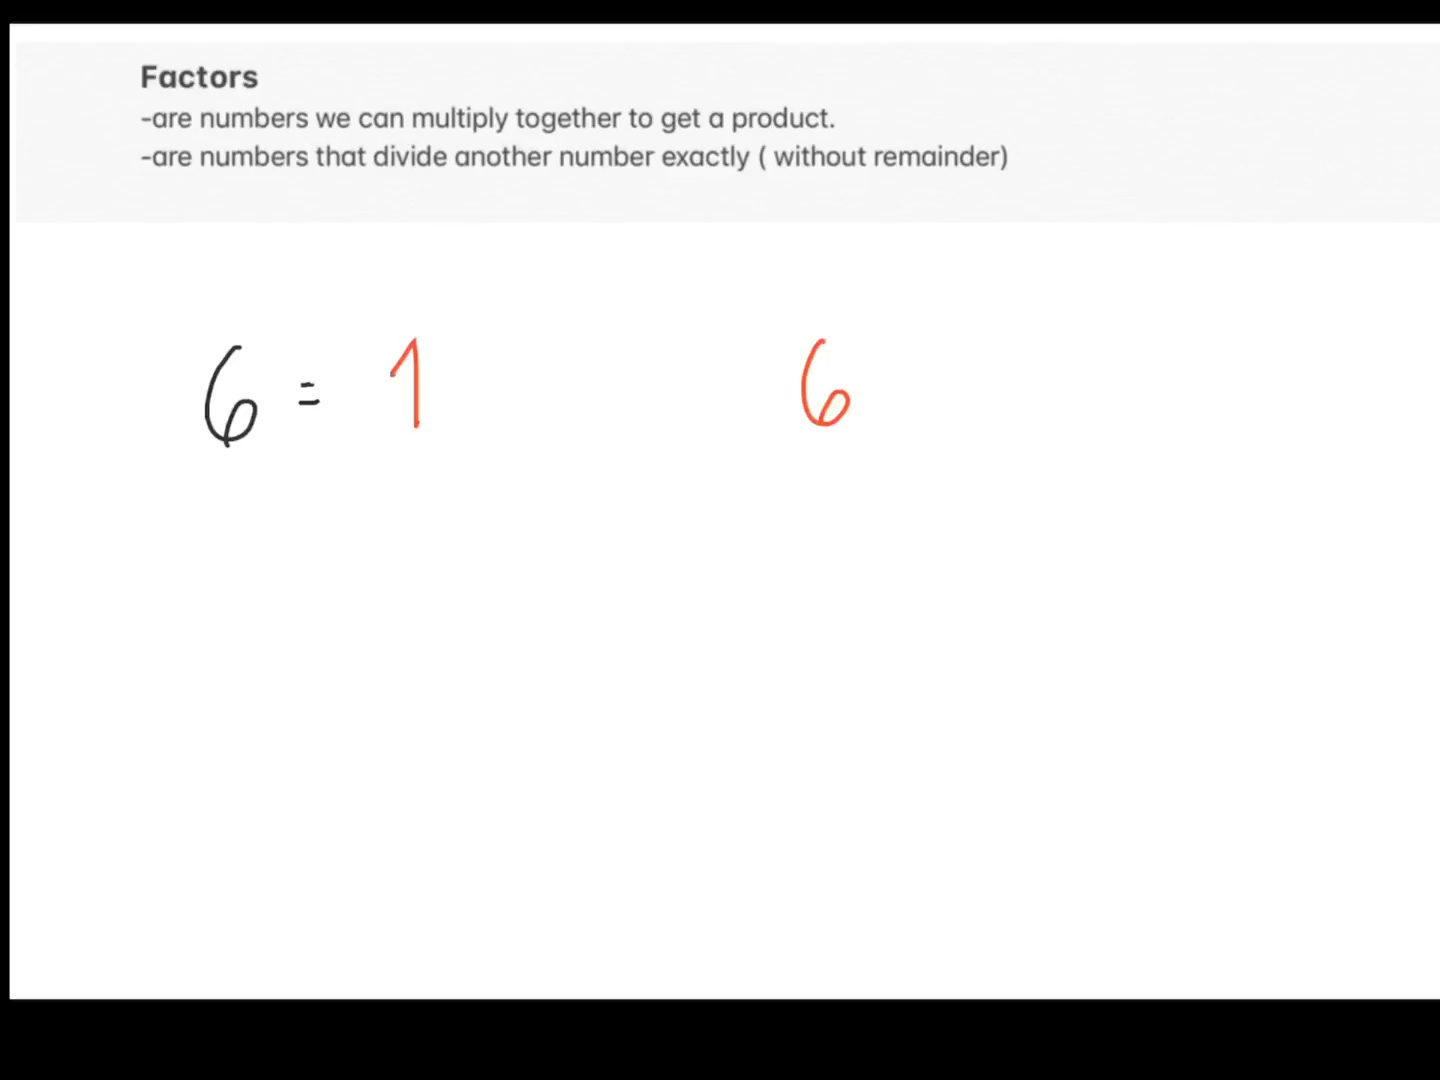 Factors
-are numbers we can multiply together to get a product.
-are numbers that divide another number exactly ( without remainder)
6 = 1 6